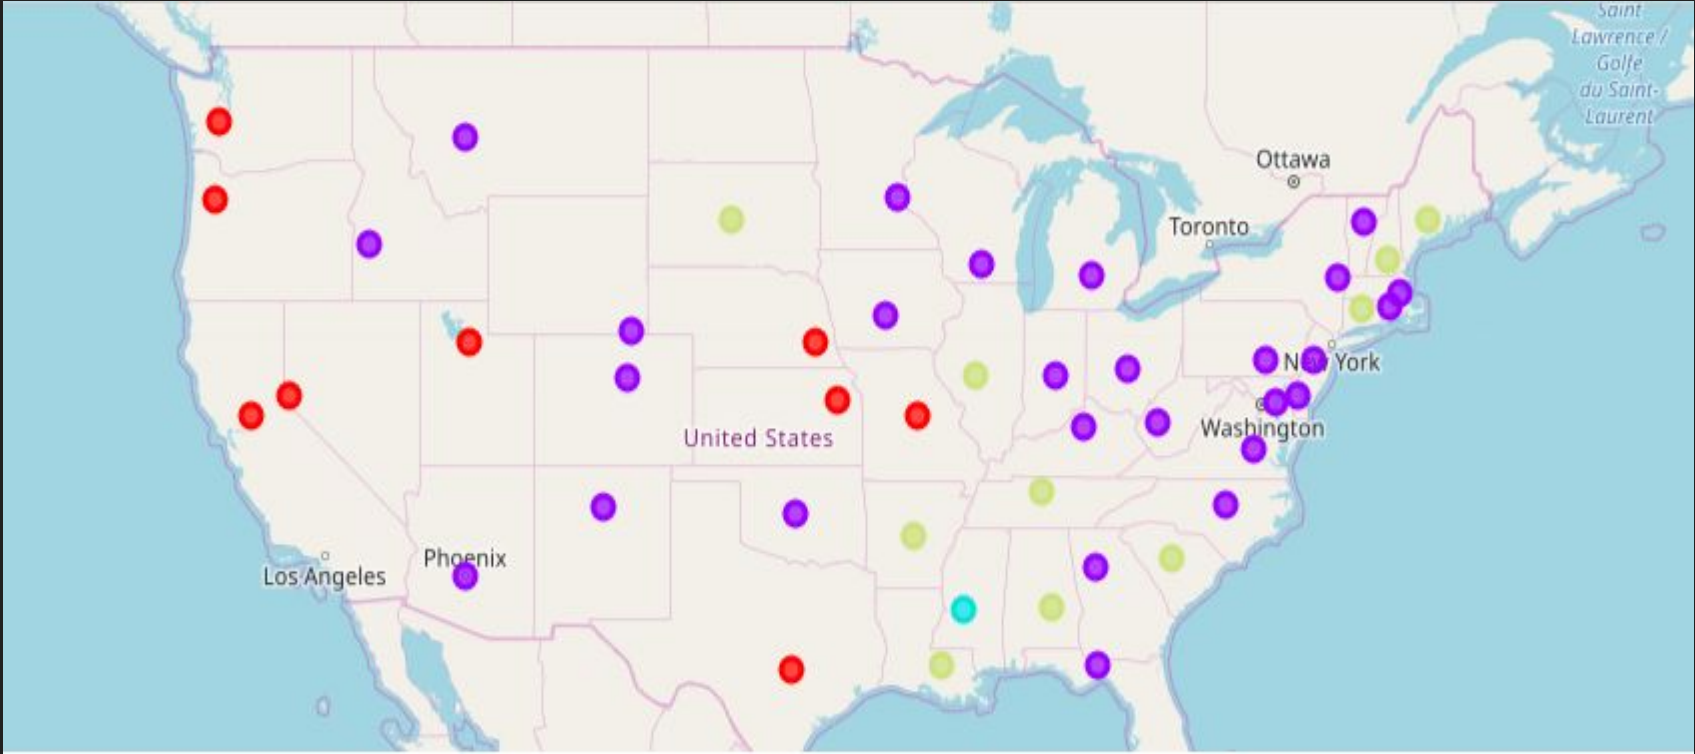 Saint
Lawrence /
Golfe
du Saint-
Laurent
Ottawa
Toronto
New York
Washington
United States
Phoenix
Los Angeles